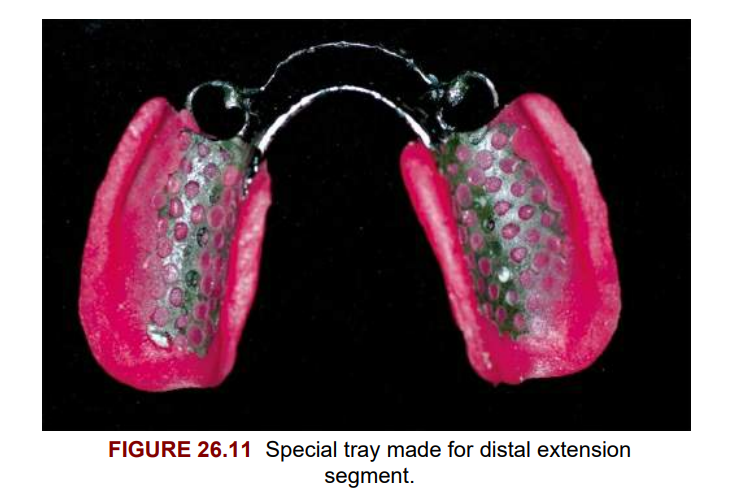 FIGURE 26.11 Special tray made for distal extension
segment.